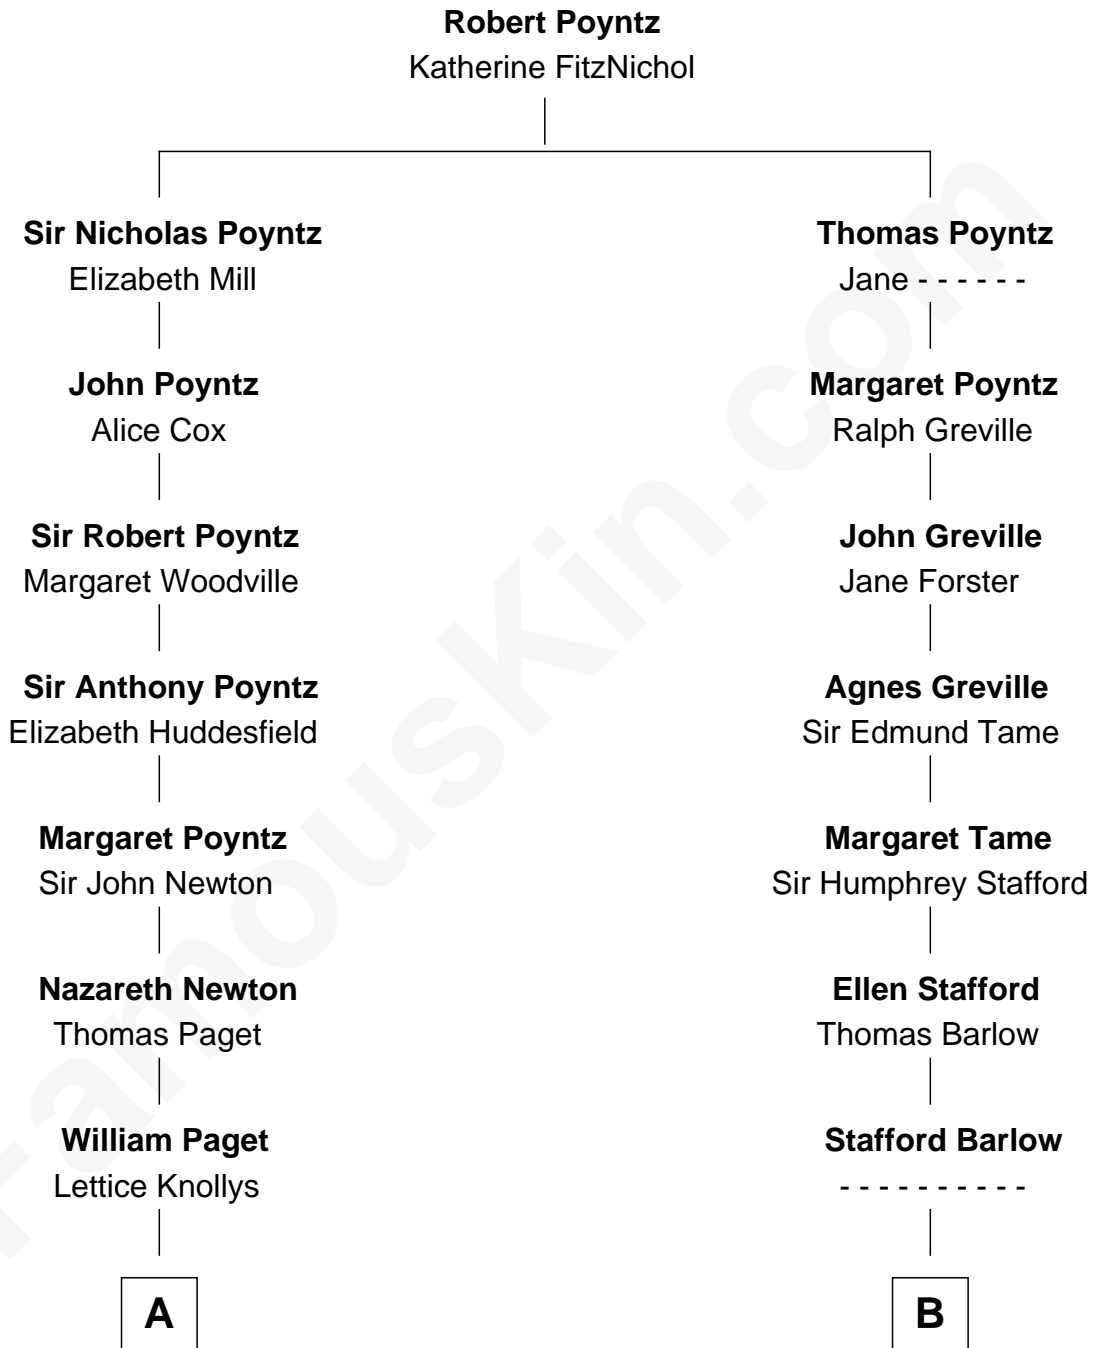 Robert Poyntz
Katherine FitzNichol
Sir Nicholas Poyntz
Elizabeth Mill
John Poyntz
Alice Cox
Sir Robert Poyntz
Margaret Woodville
Sir Anthony Poyntz
Elizabeth Huddesfield
Margaret Poyntz
Sir John Newton
Nazareth Newton
Thomas Paget
William Paget
Lettice Knollys
A
Thomas Poyntz
Jane - - - - - -
Margaret Poyntz
Ralph Greville
John Greville
Jane Forster
Agnes Greville
Sir Edmund Tame
Margaret Tame
Sir Humphrey Stafford
Ellen Stafford
Thomas Barlow
Stafford Barlow
- - - - - - - - - -
B
FamousKin.com